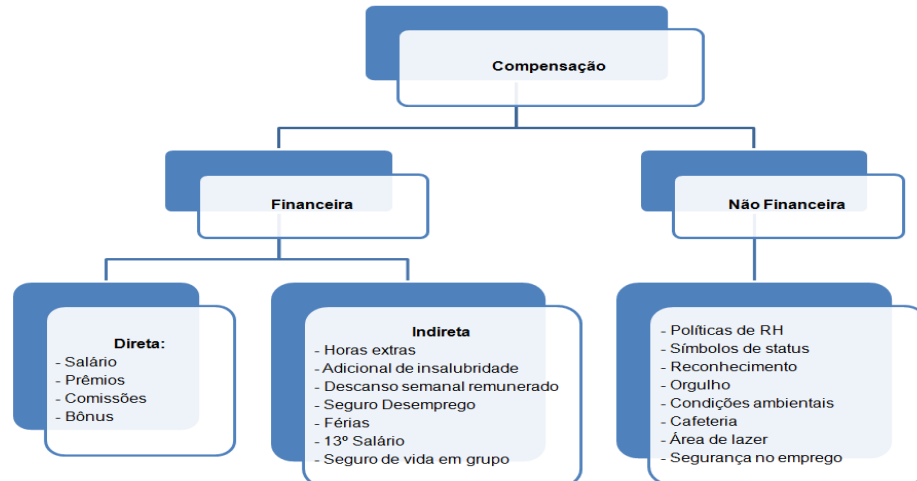 Compensação
Financeira
Não Financeira
Direta:
- Salário
- Prêmios
- Comissões
- Bônus
Indireta
- Horas extras
- Adicional de insalubridade
- Descanso semanal remunerado
- Seguro Desemprego
- Férias
- 13º Salário
- Seguro de vida em grupo
- Políticas de RH
- Símbolos de status
- Reconhecimento
- Orgulho
- Condições ambientais
- Cafeteria
- Área de lazer
- Segurança no emprego